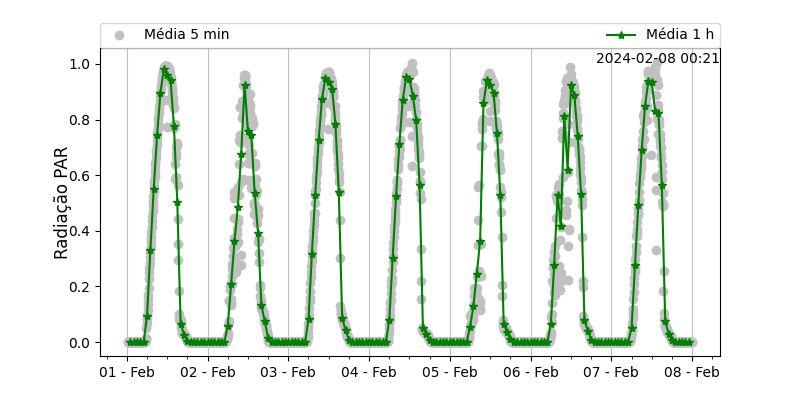 Média 5 min
Média 1 h
2024-02-08 00:21
Radiação PAR
1.0
0.8
0.6
0.4
0.2
0.0
01 - Feb
02 - Feb
03 - Feb
04 - Feb
05 - Feb
06 - Feb
07 - Feb
08 - Feb